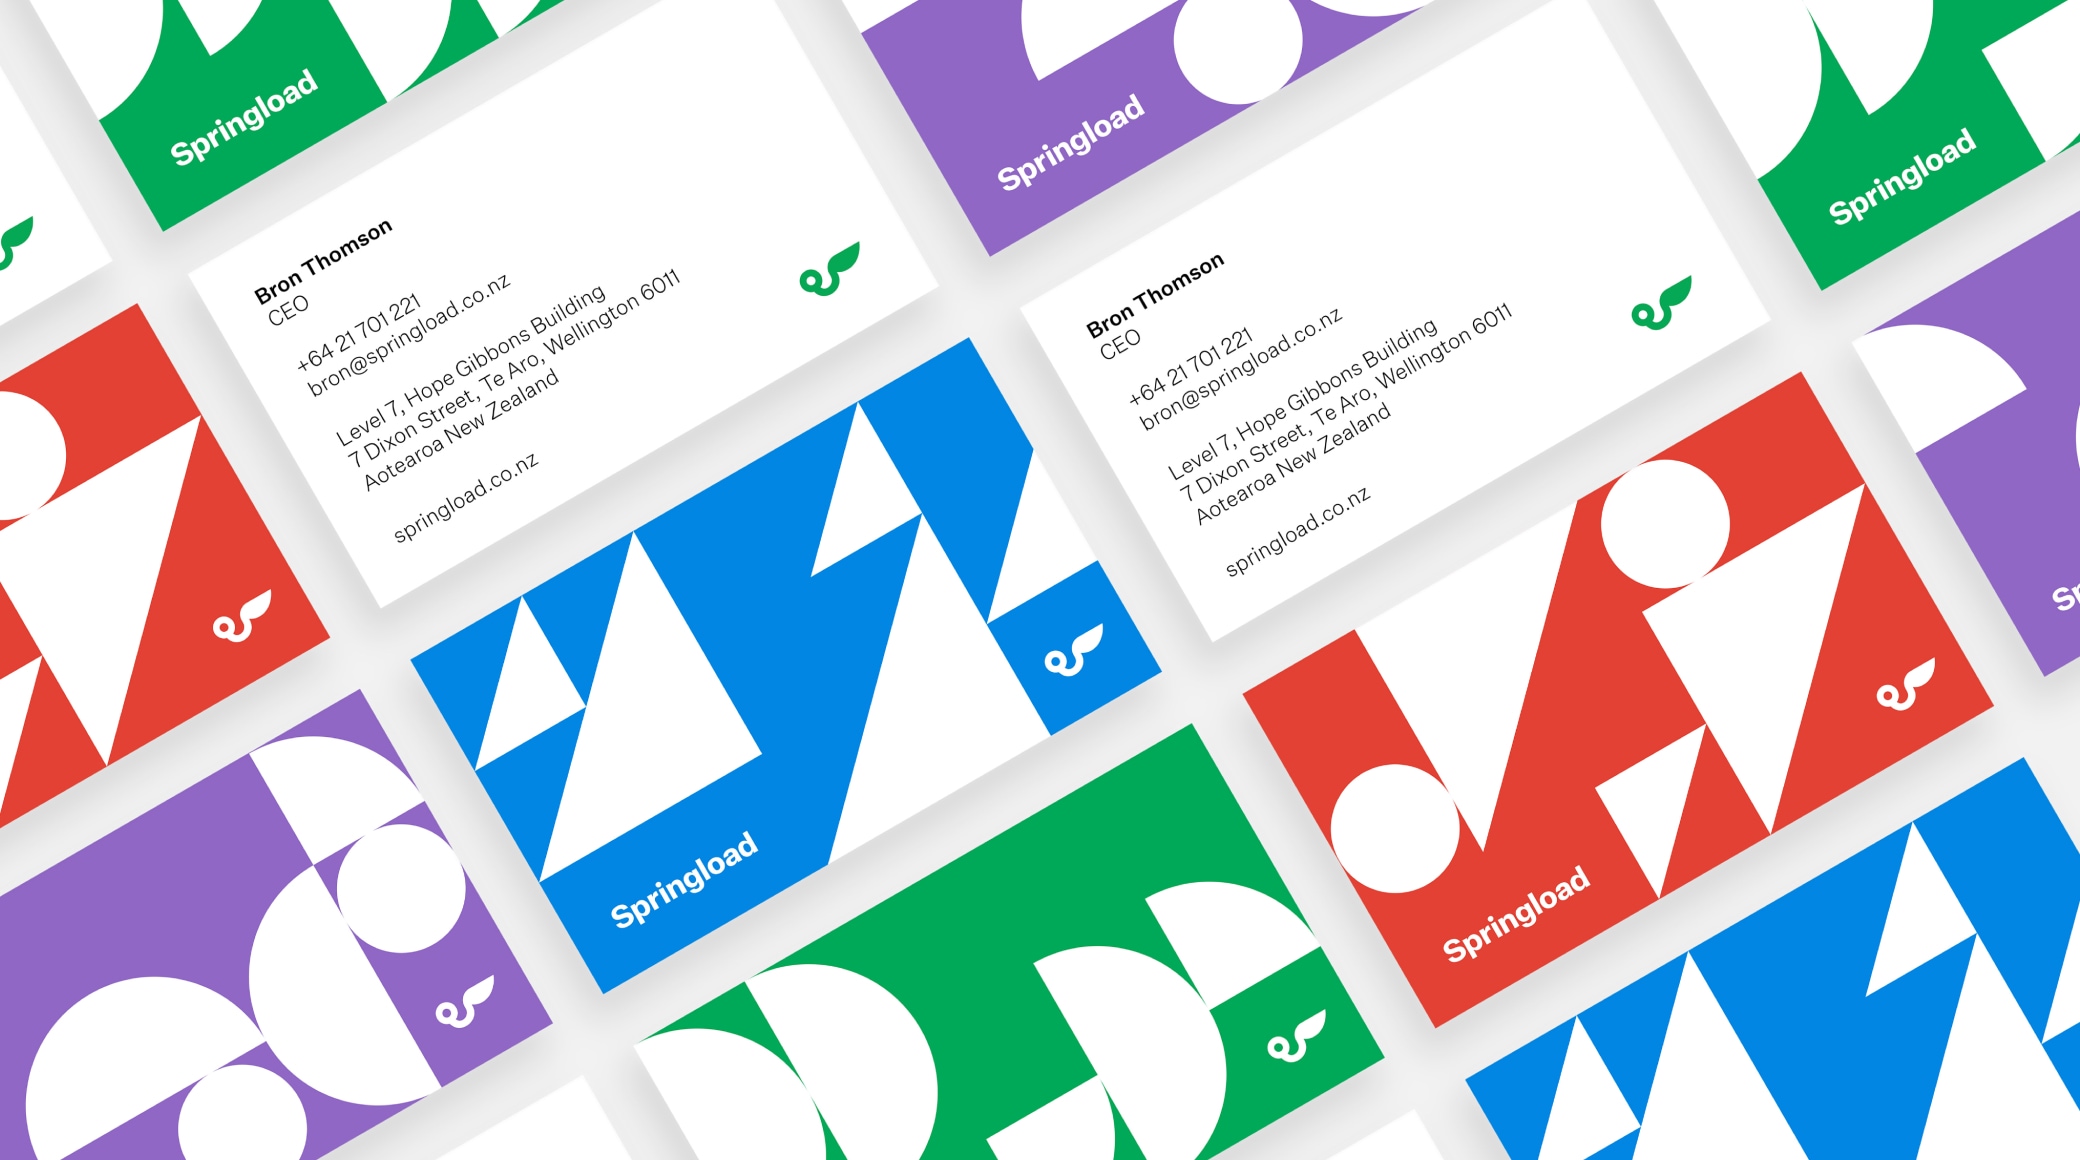 Springload
Springload
Springload
Bron Thomson
CEO
+64 21 701 221
bron@springload.co.nz
Level 7, Hope Gibbons Building
7 Dixon Street, Te Aro, Wellington 6011
Aotearoa New Zealand
springload.co.nz
Bron Thomson
CEO
+64 21 701 221
bron@springload.co.nz
Level 7, Hope Gibbons Building
7 Dixon Street, Te Aro, Wellington 6011
Aotearoa New Zealand
springload.co.nz
Springload
Springload
Sp